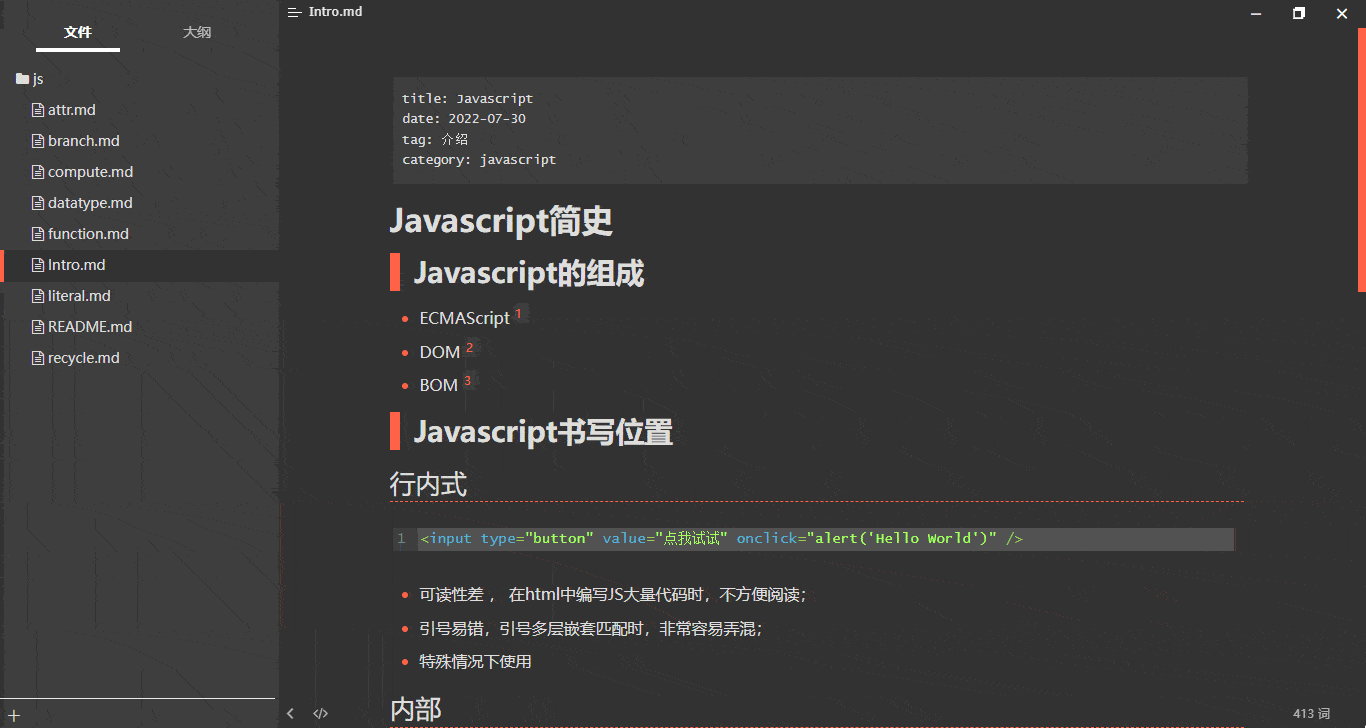 文件
大纲
js
attr.md
branch.md
compute.md
datatype.md
function.md
Intro.md
literal.md
README.md
recycle.md
Intro.md
title: Javascript
date: 2022-07-30
tag: 介绍
category: javascript
Javascript简史
Javascript的组成
ECMAScript 1
DOM 2
BOM 3
Javascript书写位置
行内式
1 <input type="button" value="点我试试" onclick="alert('Hello World')" />
可读性差 ， 在html中编写JS大量代码时，不方便阅读；
引号易错，引号多层嵌套匹配时，非常容易弄混；
特殊情况下使用
内部
413 词